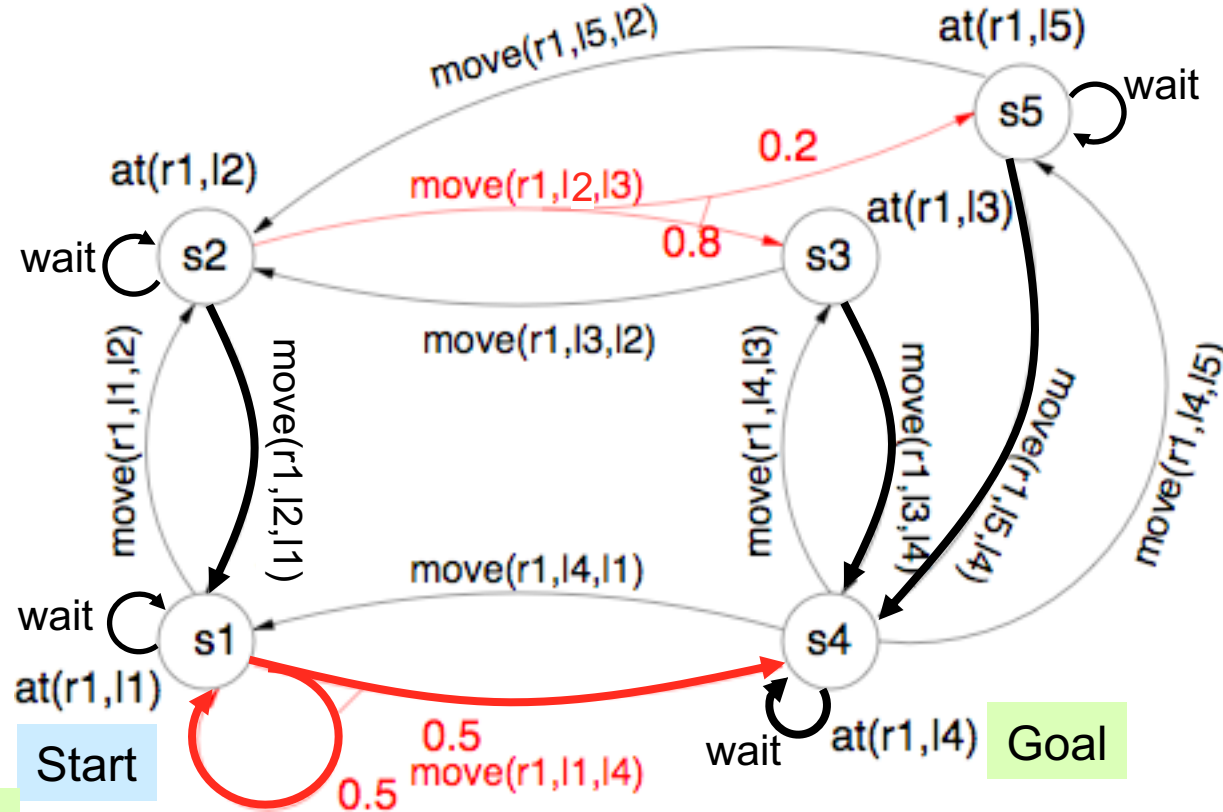 move(r1,l5,l2)
at(r1,l5)
s5
wait
0.2
at(r1,l2)
move(r1,l2,l3)
at(r1,l3)
0.8
wait
s2
s3
move(r1,l3,l2)
move(r1,l1,l2)
move(r1,l2,l1)
move(r1,l4,l3)
move(r1,l3,l4)
move(r1,l5,l4)
move(r1,l4,l5)
move(r1,l4,l1)
wait
s1
s4
at(r1,l1)
0.5
wait
at(r1,l4)
Goal
Start
move(r1,l1,l4)
0.5